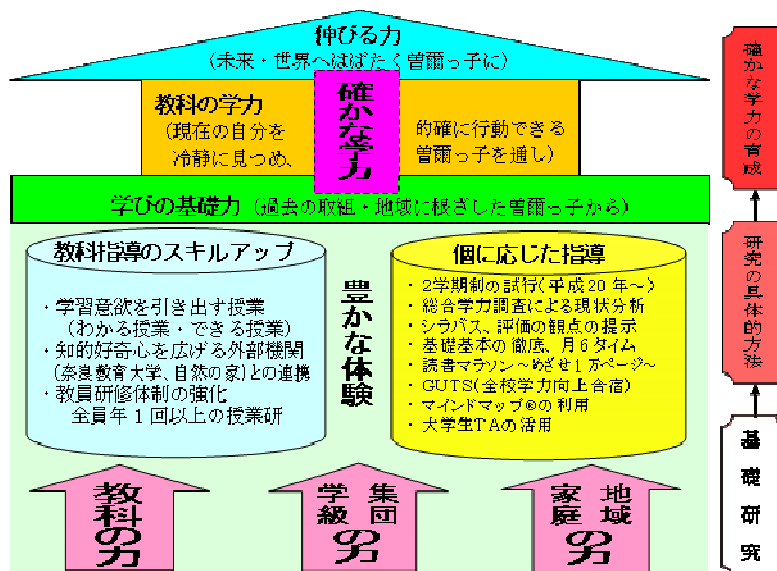 伸びる力
(未来・世界へはばたく曽爾っ子に)
教科の学力
(現在の自分を
冷静に見つめ、
確かな学力
的確に行動できる
曽爾っ子を通し)
学びの基礎力(過去の取組・地域に根ざした曽爾っ子から)
教科指導のスキルアップ
・学習意欲を引き出す授業
(わかる授業・できる授業)
・知的好奇心を広げる外部機関
(奈良教育大学、自然の家)との連携
・教員研修体制の強化
全員年1回以上の授業研
豊かな体験
個に応じた指導
・2学期制の試行(平成20年~)
・総合学力調査による現状分析
・シラバス、評価の観点の提示
・基礎基本の徹底、月6タイム
・読書マラソン~めざせ1万ページ~
・GUTS(全校学力向上合宿)
・マインドマップ®の利用
・大学生TAの活用
教科の力
学級集団の力
家庭地域の力
確かな学力の育成
研究の具体的方法
基礎研究